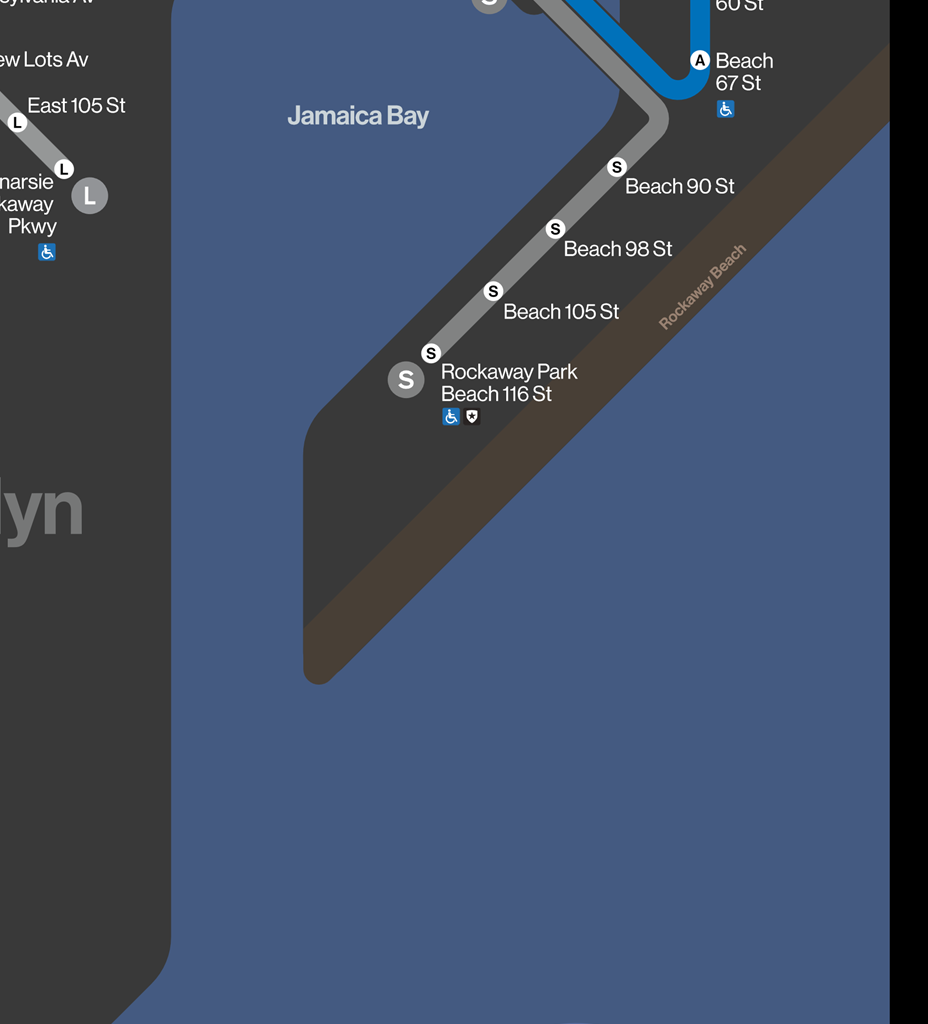 60 St
A
Beach
67 St
ew Lots Av
East 105 St
L
L
L
narsie
kaway
Pkwy
Jamaica Bay
S
Beach 90 St
S
Beach 98 St
S
Beach 105 St
S
S
Rockaway Park
Beach 116 St
Rockaway Beach
lyn